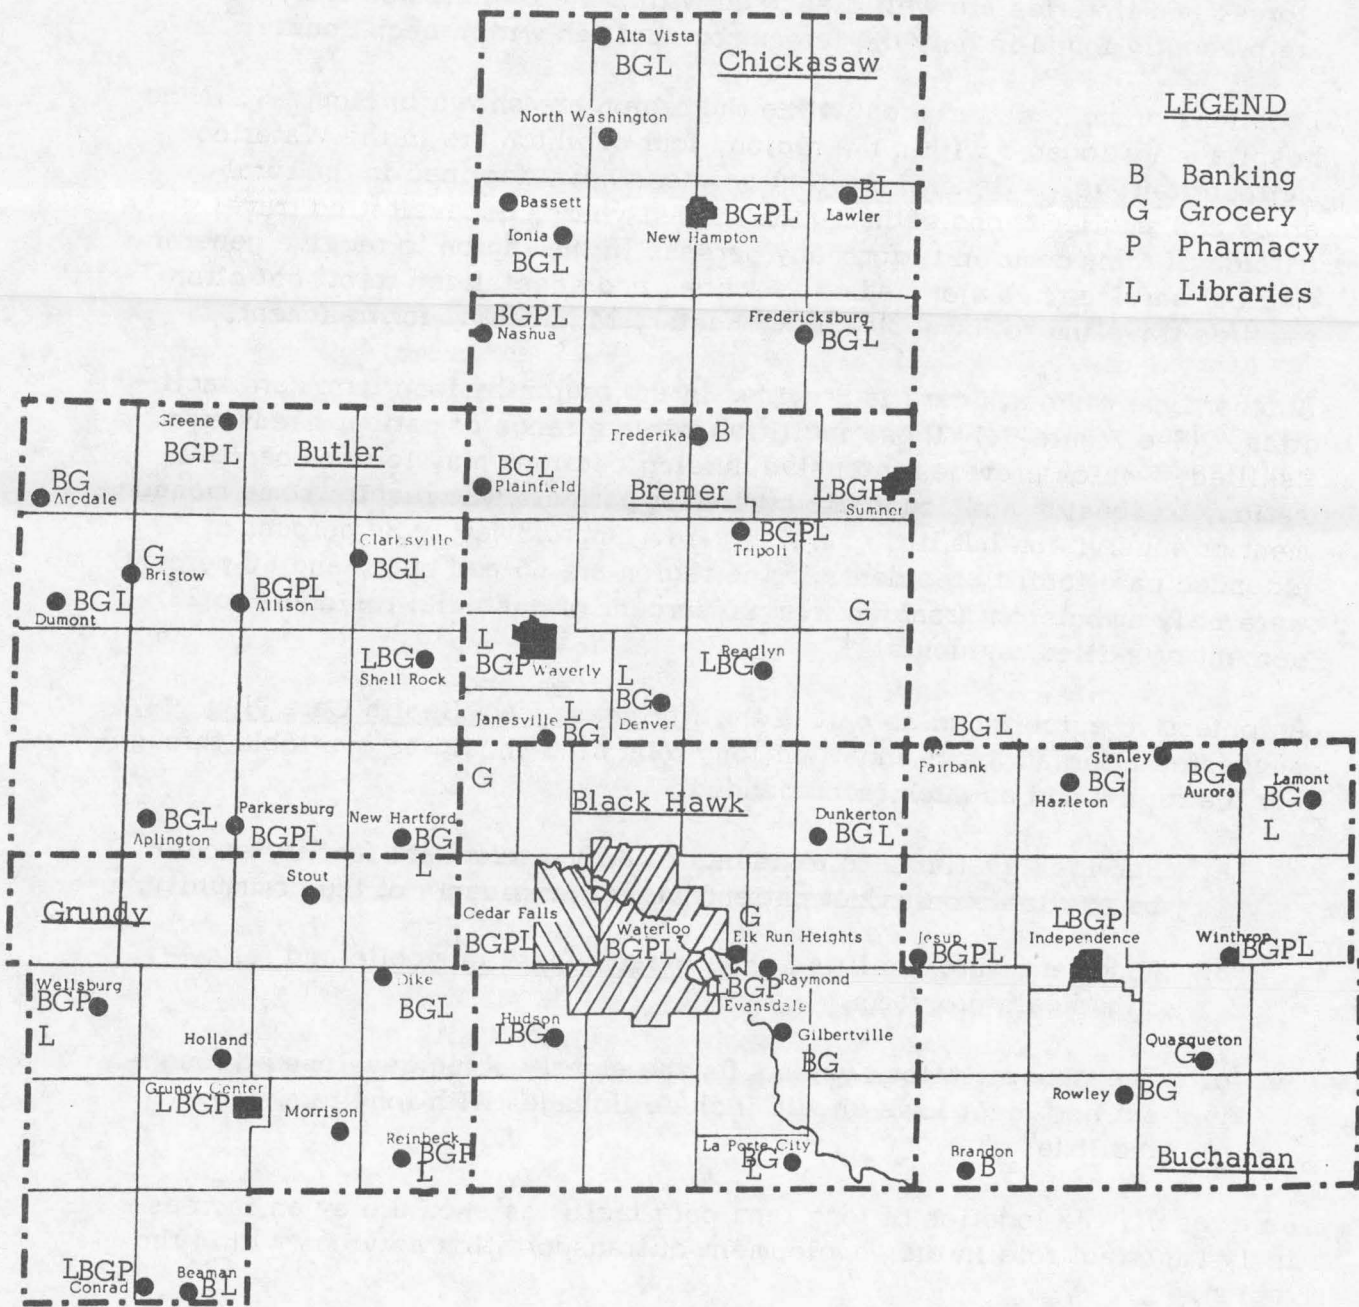 Alta Vista
BGL
Chickasaw
North Washington
LEGEND
B Banking
G Grocery
P Pharmacy
L Libraries
Bassett
Ionia
BGL
BGPL
New Hampton
BL
Lawler
BGPL
Nashua
Fredericksburg
BGL
Greene
BGPL
Butler
BG
Aredale
BGL
Plainfield
Frederika
B
Bremer
LBGP
Sumner
Clarksville
BGL
BGPL
Tripoli
G
Bristow
BGL
Dumont
BGPL
Allison
G
LBG
Shell Rock
L
BGP
Waverly
L
BG
Denver
Readlyn
LBG
Janesville
L
BG
BGL
Fairbank
Stanley
BG
Hazleton
BG
Aurora
Lamont
BG
L
G
Black Hawk
Dunkerton
BGL
BGL
Aplington
Parkersburg
BGPL
New Hartford
BG
L
Grundy
Stout
Cedar Falls
BGPL
Waterloo
BGPL
G
Elk Run Heights
Raymond
LBGP
Evansdale
Jesup
BGPL
LBGP
Independence
Winthrop
BGPL
Wellsburg
BGP
L
Dike
BGL
Hudson
LBG
Gilbertville
BG
Holland
Quasqueton
G
Grundy Center
LBGP
Morrison
Rowley
BG
Reinbeck
BGP
L
La Porte City
BG
L
Brandon
B
Buchanan
LBGP
Conrad
Beaman
BL